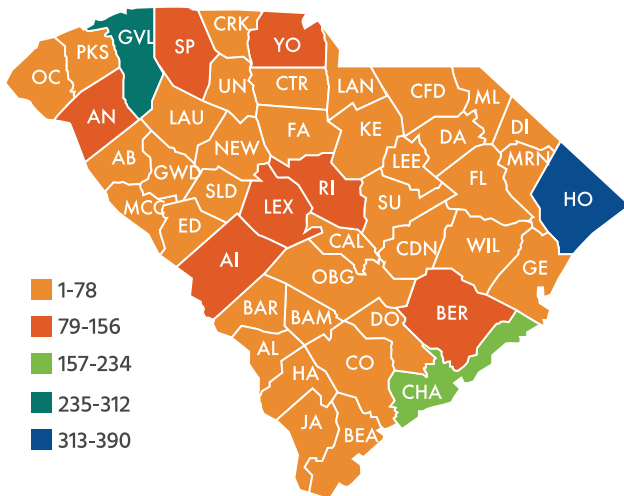 CRK
GVL
SP
YO
PKS
OC
UN
CTR
LAN
CFD
ML
AN
LAU
DI
FA
KE
DA
AB
NEW
LEE
MRN
GWD
RI
FL
SLD
HO
MCC
LEX
SU
ED
CAL
CDN
WIL
AI
OBG
GE
BAR
BAM
DO
BER
AL
CO
HA
CHA
JA
BEA
1-78
79-156
157-234
235-312
313-390